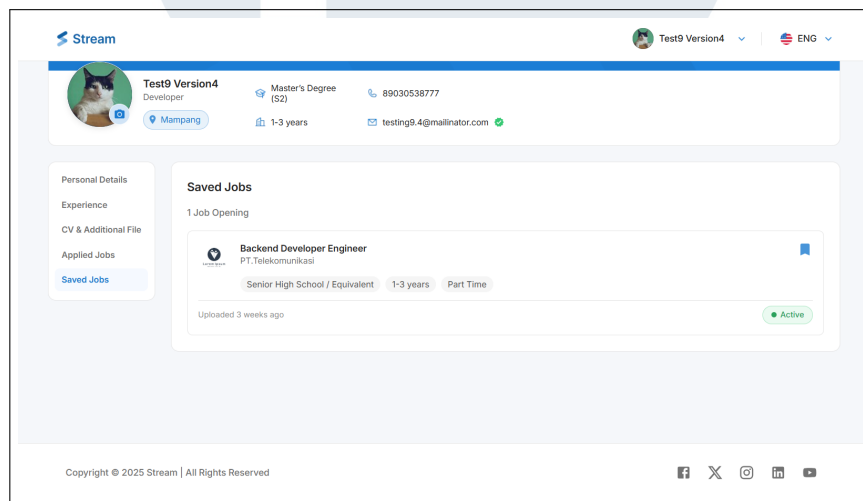 Stream
Test9 Version4
ENG
Test9 Version4
Developer
Mampang
Master's Degree
(S2)
1-3 years
89030538777
testing9.4@mailinator.com
Personal Details
Experience
CV & Additional File
Applied Jobs
Saved Jobs
Saved Jobs
1 Job Opening
Backend Developer Engineer
PT.Telekomunikasi
Senior High School / Equivalent
1-3 years
Part Time
Uploaded 3 weeks ago
Active
Copyright © 2025 Stream | All Rights Reserved